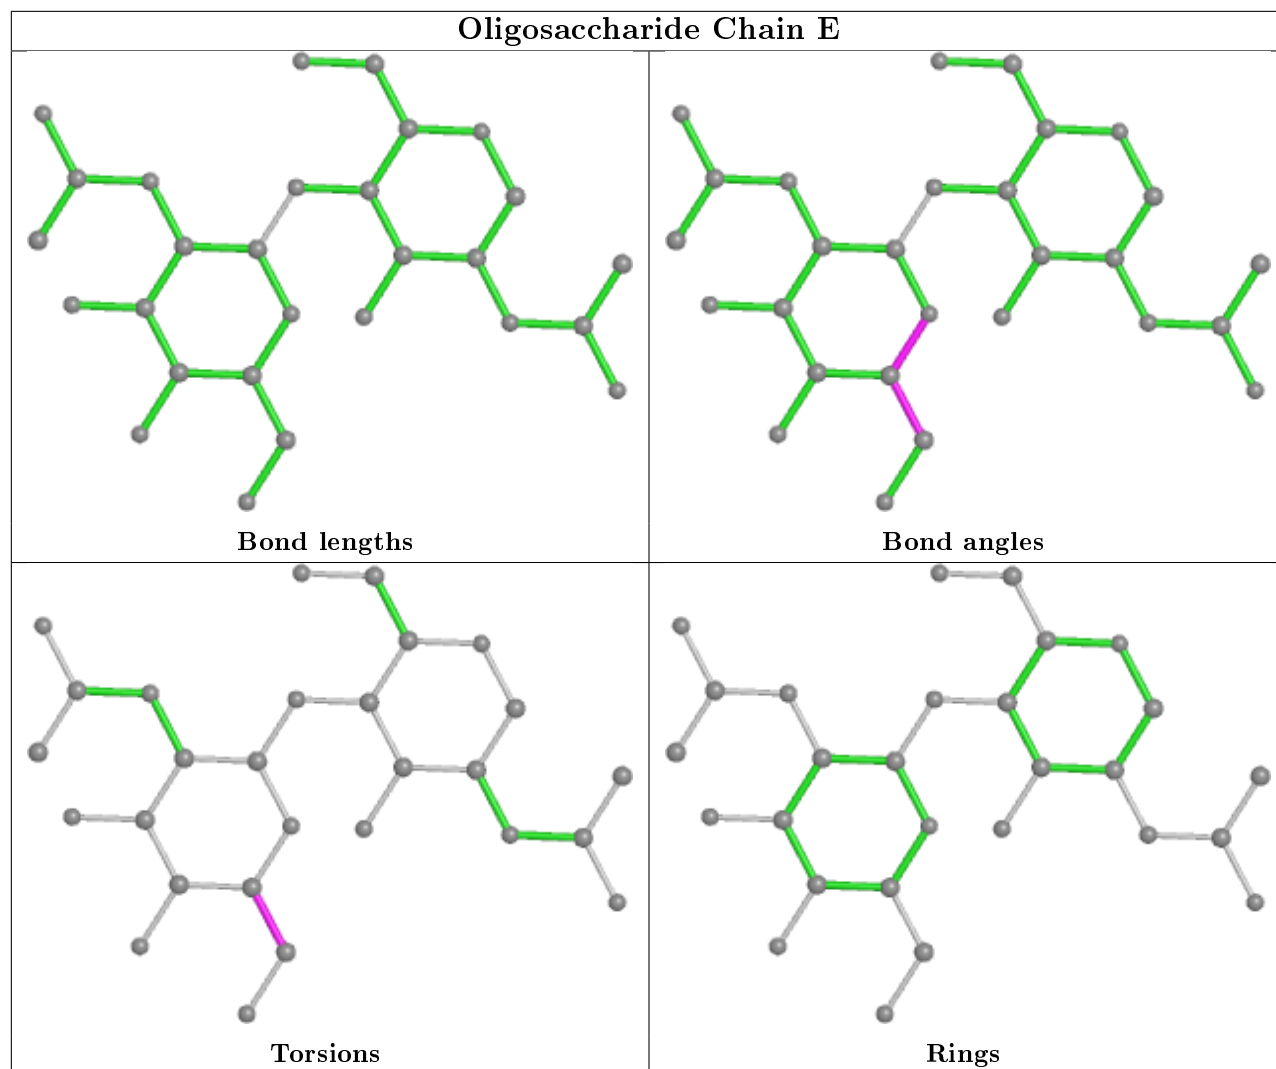 Oligosaccharide Chain E
Bond lengths
Bond angles
Torsions
Rings